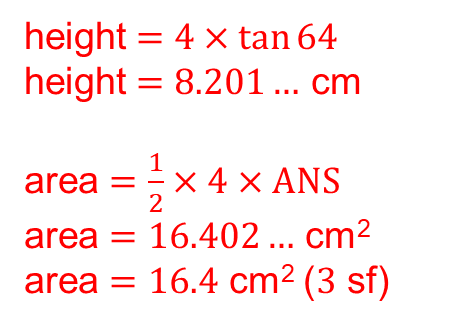 height = 4 × tan 64
height = 8.201 ... cm
area = 1/2 × 4 × ANS
area = 16.402 ... cm²
area = 16.4 cm² (3 sf)